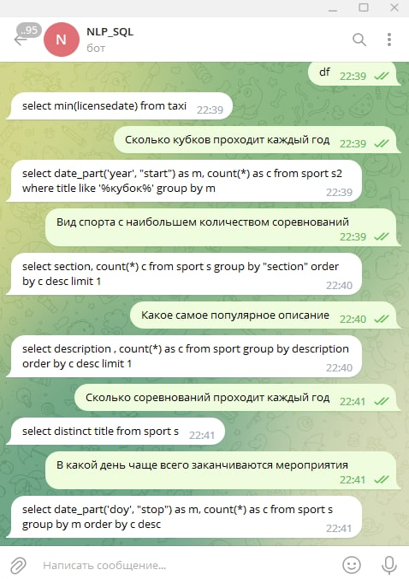 ..95
N
NLP_SQL
бот
df 22:39
select min(licensedate) from taxi 22:39
Сколько кубков проходит каждый год 22:39
select date_part('year', "start") as m, count(*) as c from sport s2
where title like '%кубок%' group by m 22:39
Вид спорта с наибольшем количеством соревнований
22:39
select section, count(*) c from sport s group by "section" order
by c desc limit 1 22:40
Какое самое популярное описание 22:40
select description , count(*) as c from sport group by description
order by c desc limit 1 22:40
Сколько соревнований проходит каждый год 22:41
select distinct title from sport s 22:41
В какой день чаще всего заканчиваются мероприятия
22:41
select date_part('doy', "stop") as m, count(*) as c from sport s
group by m order by c desc 22:41
Написать сообщение...